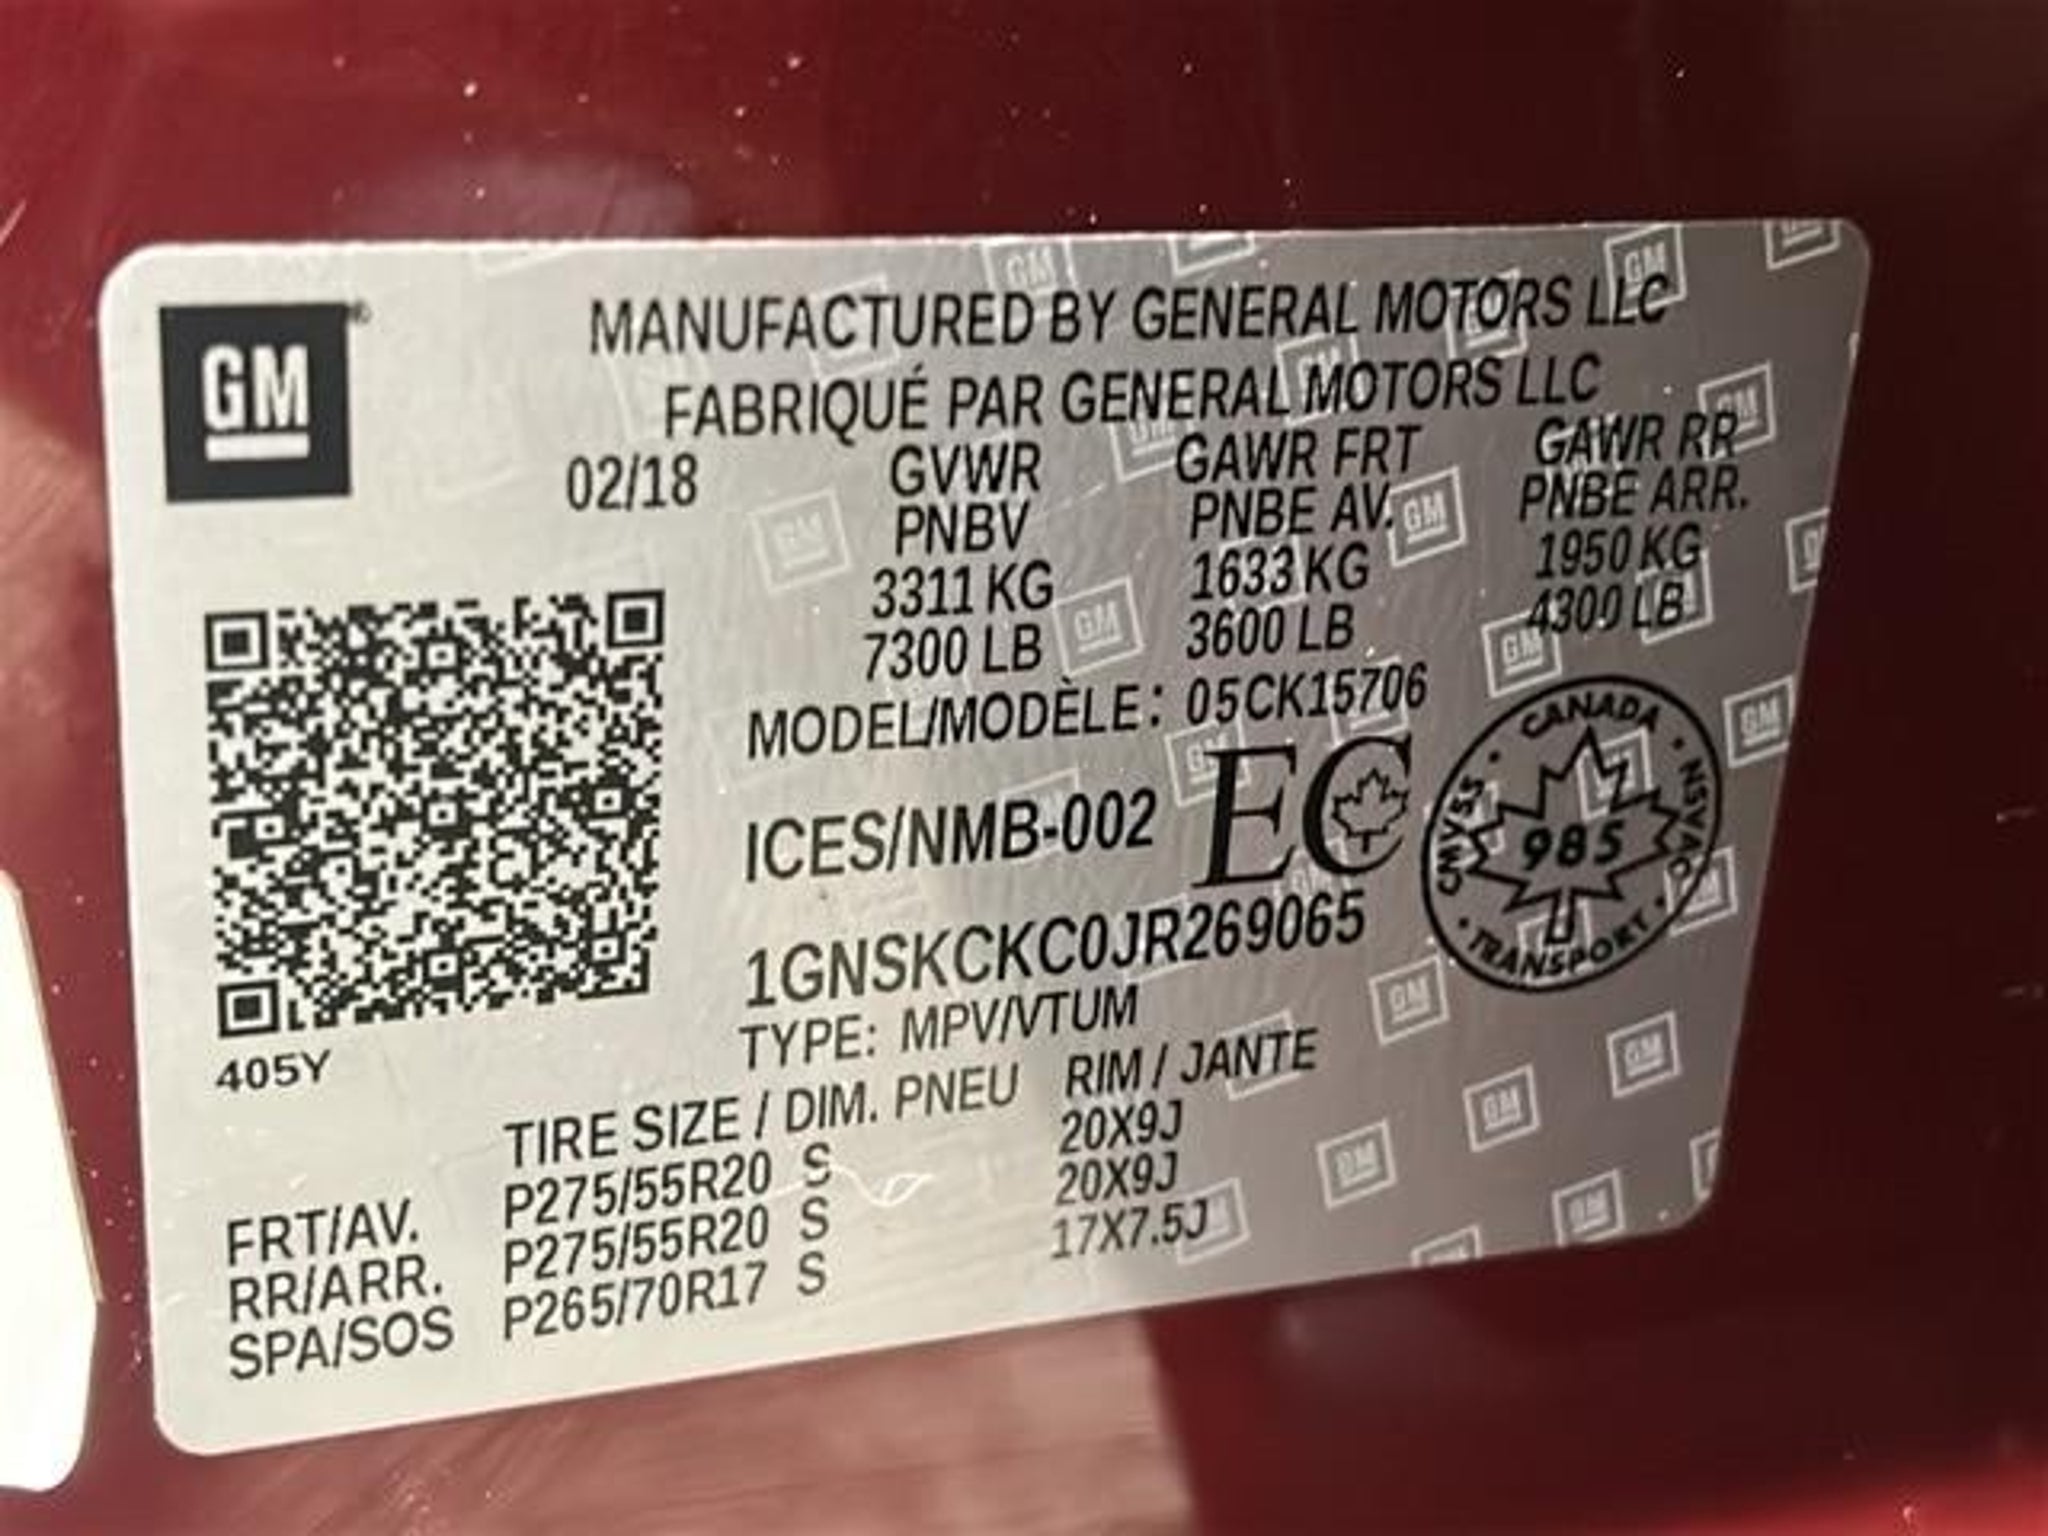 GM
MANUFACTURED BY GENERAL MOTORS LLC
FABRIQUÉ PAR GENERAL MOTORS LLC
02/18 GVWR GAWR FRT GAWR RR
PNBV PNBE AV. PNBE ARR.
3311 KG 1633 KG 1950 KG
7300 LB 3600 LB 4300 LB
MODEL/MODÈLE: 05CK15706
ICES/NMB-002 EC
CANADA
CMVSS 985 NSVAC
TRANSPORT
1GNSKCKC0JR269065
TYPE: MPV/VTUM
405Y
TIRE SIZE / DIM. PNEU RIM / JANTE
FRT/AV. P275/55R20 S 20X9J
RR/ARR. P275/55R20 S 20X9J
SPA/SOS P265/70R17 S 17X7.5J